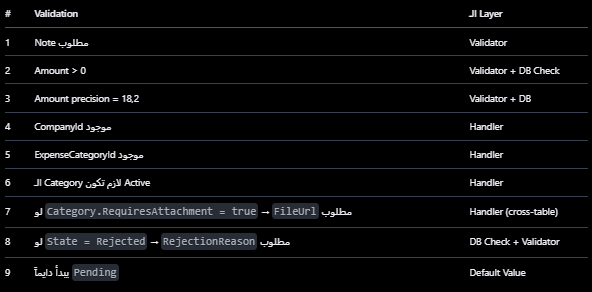 # Validation الـ Layer
1 Note مطلوب Validator
2 Amount > 0 Validator + DB Check
3 Amount precision = 18,2 Validator + DB
4 CompanyId موجود Handler
5 ExpenseCategoryId موجود Handler
6 الـ Category لازم تكون Active Handler
7 لو Category.RequiresAttachment = true → FileUrl مطلوب Handler (cross-table)
8 لو State = Rejected → RejectionReason مطلوب DB Check + Validator
9 يبدأ دايماً Pending Default Value